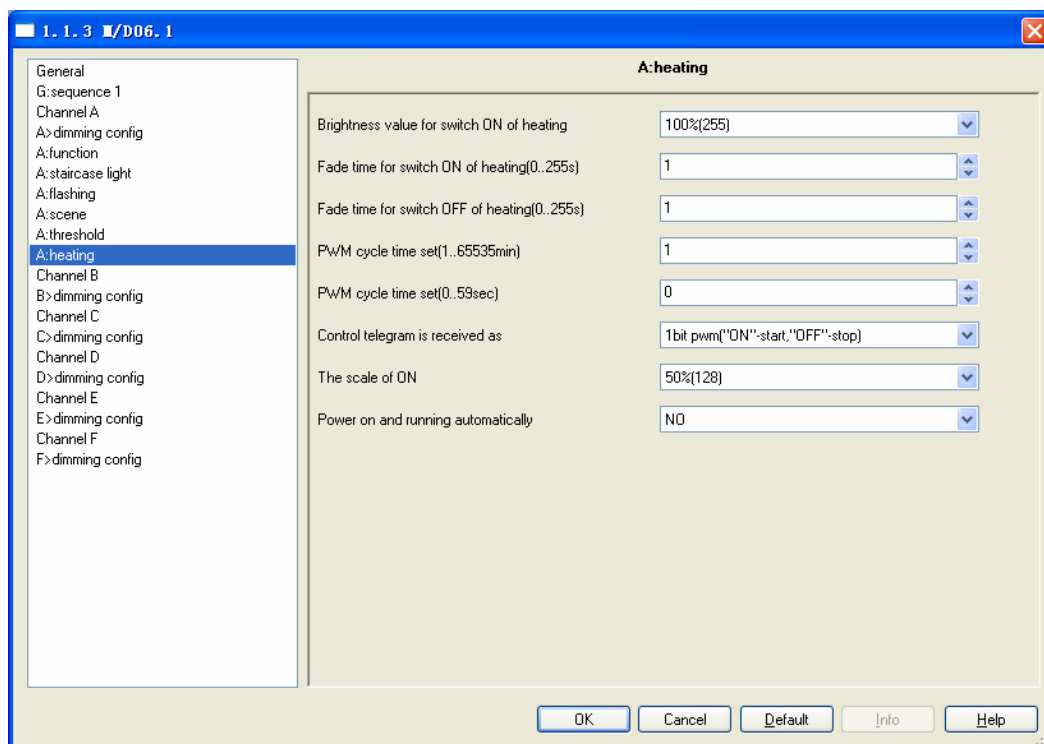 1.1.3 M/D06.1
General
G:sequence 1
Channel A
A>dimming config
A:function
A:staircase light
A:flashing
A:scene
A:threshold
A:heating
Channel B
B>dimming config
Channel C
C>dimming config
Channel D
D>dimming config
Channel E
E>dimming config
Channel F
F>dimming config
A:heating
Brightness value for switch ON of heating 100%(255)
Fade time for switch ON of heating(0..255s) 1
Fade time for switch OFF of heating(0..255s) 1
PWM cycle time set(1..65535min) 1
PWM cycle time set(0..59sec) 0
Control telegram is received as 1bit pwm("ON"-start,"OFF"-stop)
The scale of ON 50%(128)
Power on and running automatically NO
OK Cancel Default Info Help